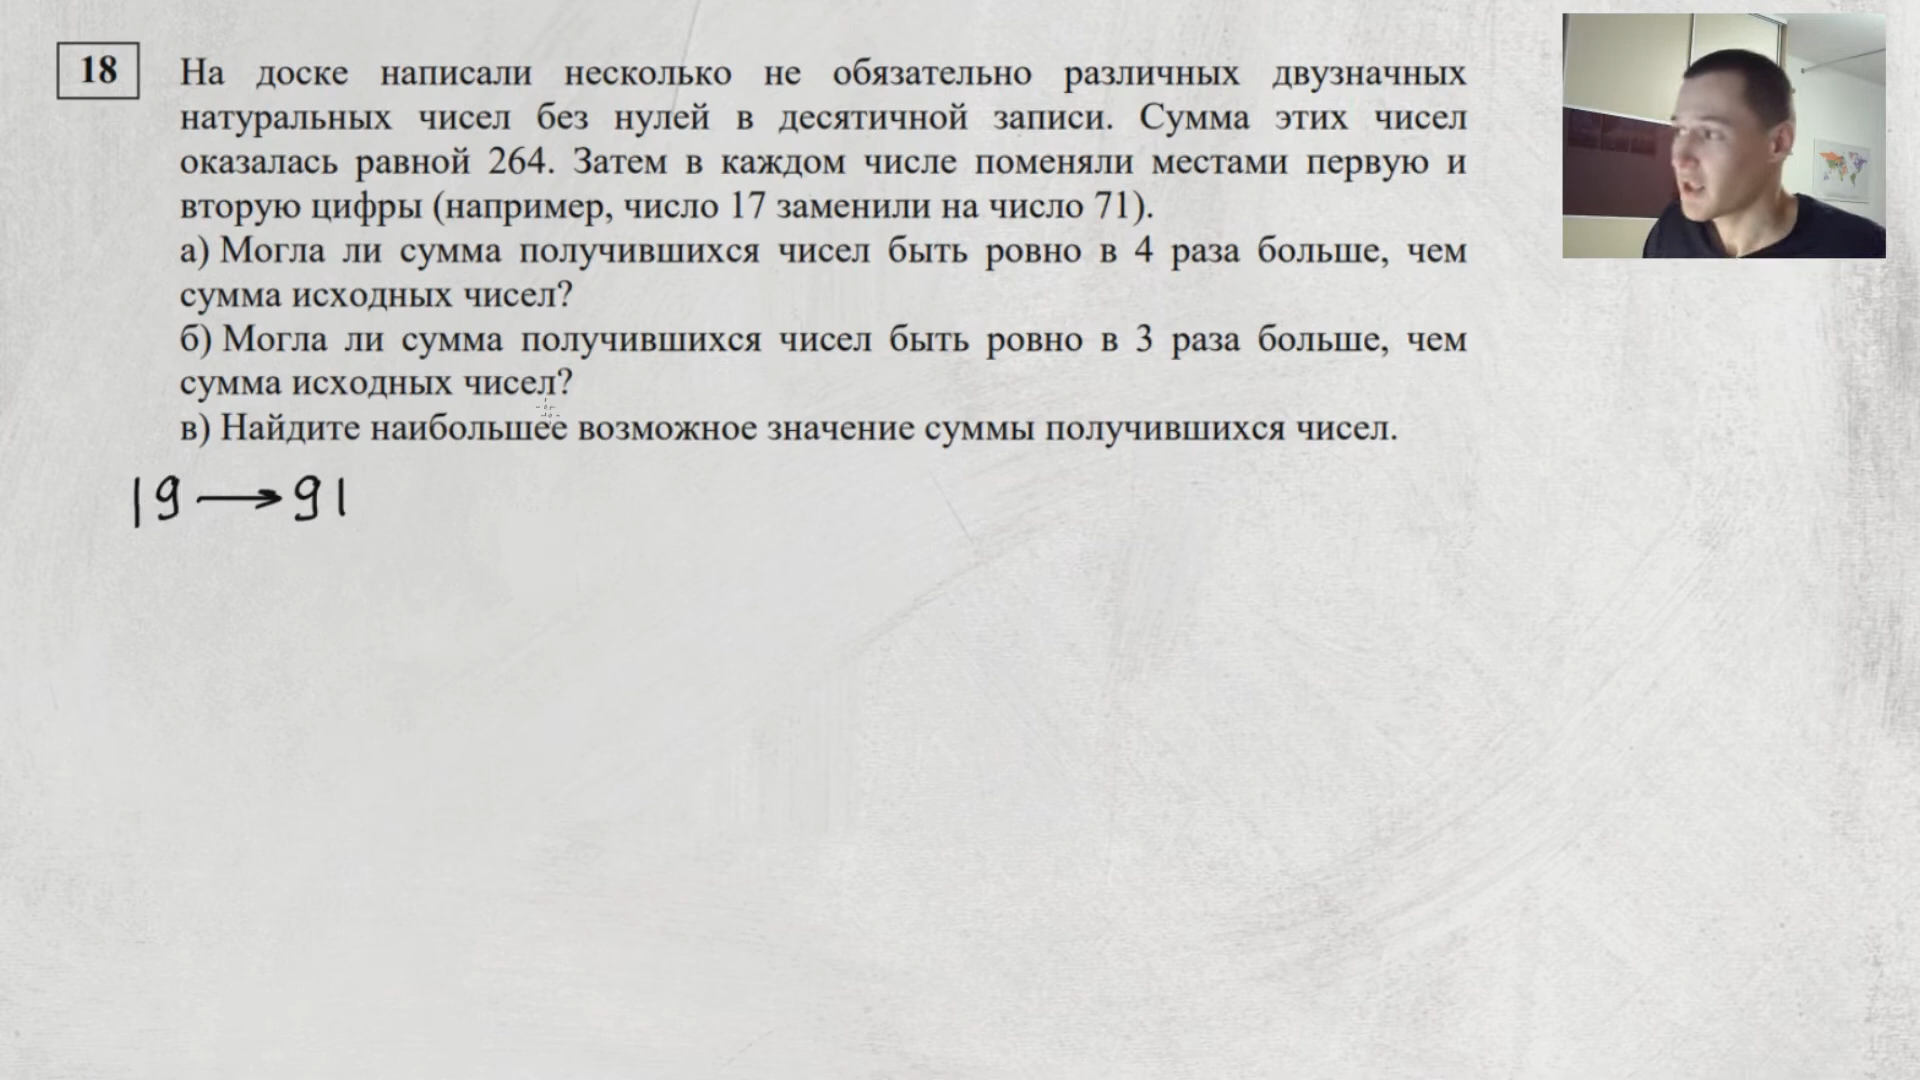 18
На доске написали несколько не обязательно различных двузначных
натуральных чисел без нулей в десятичной записи. Сумма этих чисел
оказалась равной 264. Затем в каждом числе поменяли местами первую и
вторую цифры (например, число 17 заменили на число 71).
а) Могла ли сумма получившихся чисел быть ровно в 4 раза больше, чем
сумма исходных чисел?
б) Могла ли сумма получившихся чисел быть ровно в 3 раза больше, чем
сумма исходных чисел?
в) Найдите наибольшее возможное значение суммы получившихся чисел.
19 → 91